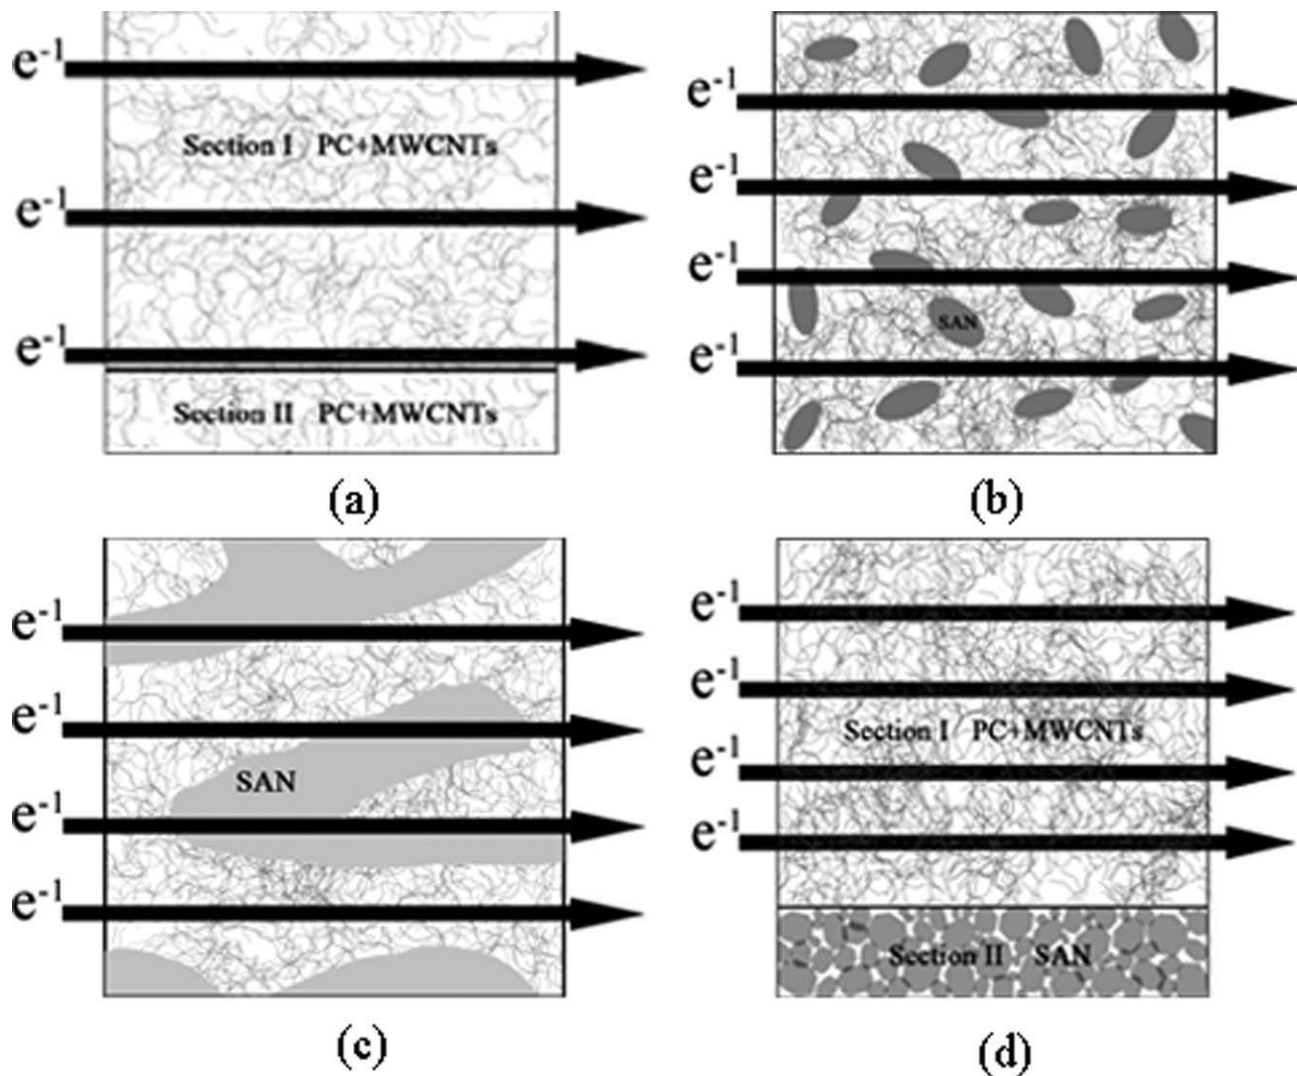 e-1
Section I PC+MWCNTs
e-1
e-1
Section II PC+MWCNTs
(a)
e-1
e-1
e-1
SAN
e-1
(b)
e-1
e-1
SAN
e-1
e-1
(c)
e-1
e-1
Section I PC+MWCNTs
e-1
e-1
Section II SAN
(d)